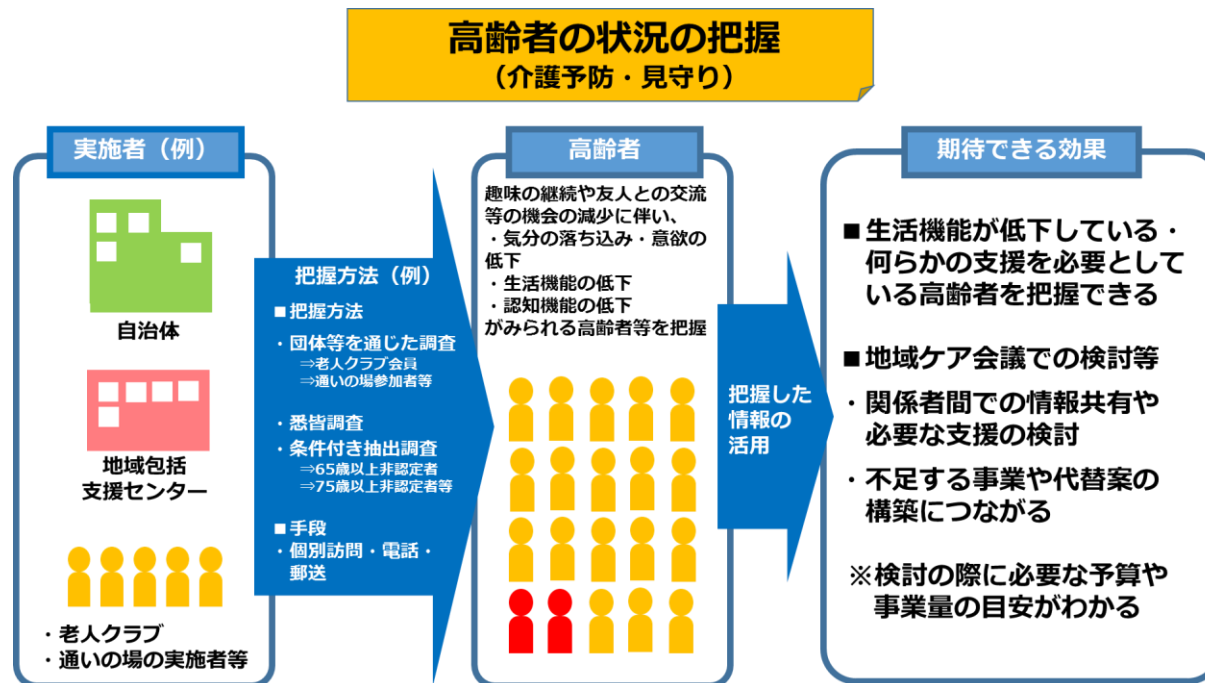 高齢者の状況の把握
（介護予防・見守り）
実施者（例）
自治体
地域包括
支援センター
・老人クラブ
・通いの場の実施者等
把握方法（例）
■把握方法
・団体等を通じた調査
⇒老人クラブ会員
⇒通いの場参加者等
・悉皆調査
・条件付き抽出調査
⇒65歳以上非認定者
⇒75歳以上非認定者等
■手段
・個別訪問・電話・
郵送
高齢者
趣味の継続や友人との交流
等の機会の減少に伴い、
・気分の落ち込み・意欲の
低下
・生活機能の低下
・認知機能の低下
がみられる高齢者等を把握
把握した
情報の
活用
期待できる効果
■生活機能が低下している・
何らかの支援を必要として
いる高齢者を把握できる
■地域ケア会議での検討等
・関係者間での情報共有や
必要な支援の検討
・不足する事業や代替案の
構築につながる
※検討の際に必要な予算や
事業量の目安がわかる